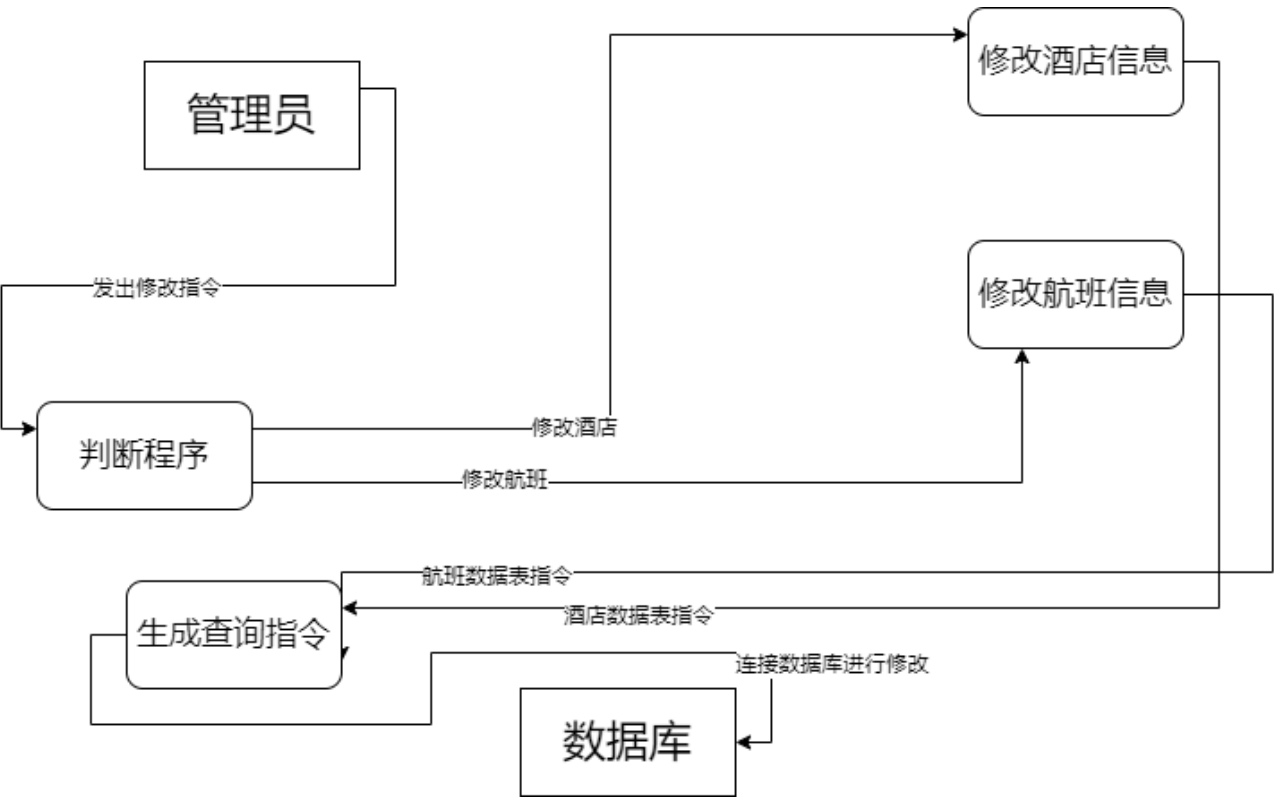 修改酒店信息
管理员
修改航班信息
发出修改指令
修改酒店
判断程序
修改航班
航班数据表指令
酒店数据表指令
生成查询指令
连接数据库进行修改
数据库